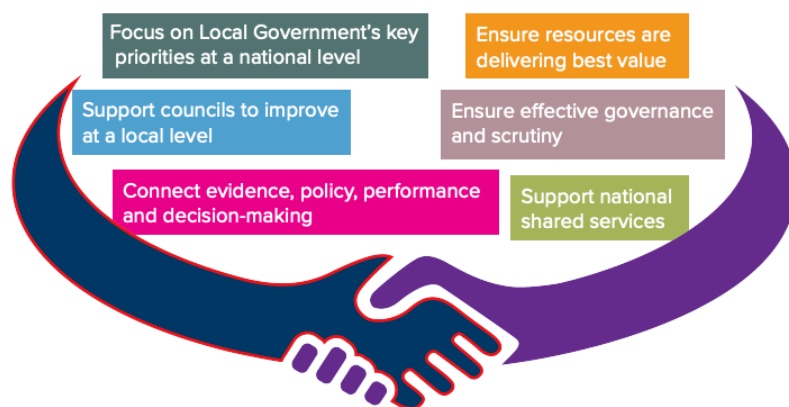 Focus on Local Government's key
priorities at a national level
Ensure resources are
delivering best value
Support councils to improve
at a local level
Ensure effective governance
and scrutiny
Connect evidence, policy, performance
and decision-making
Support national
shared services